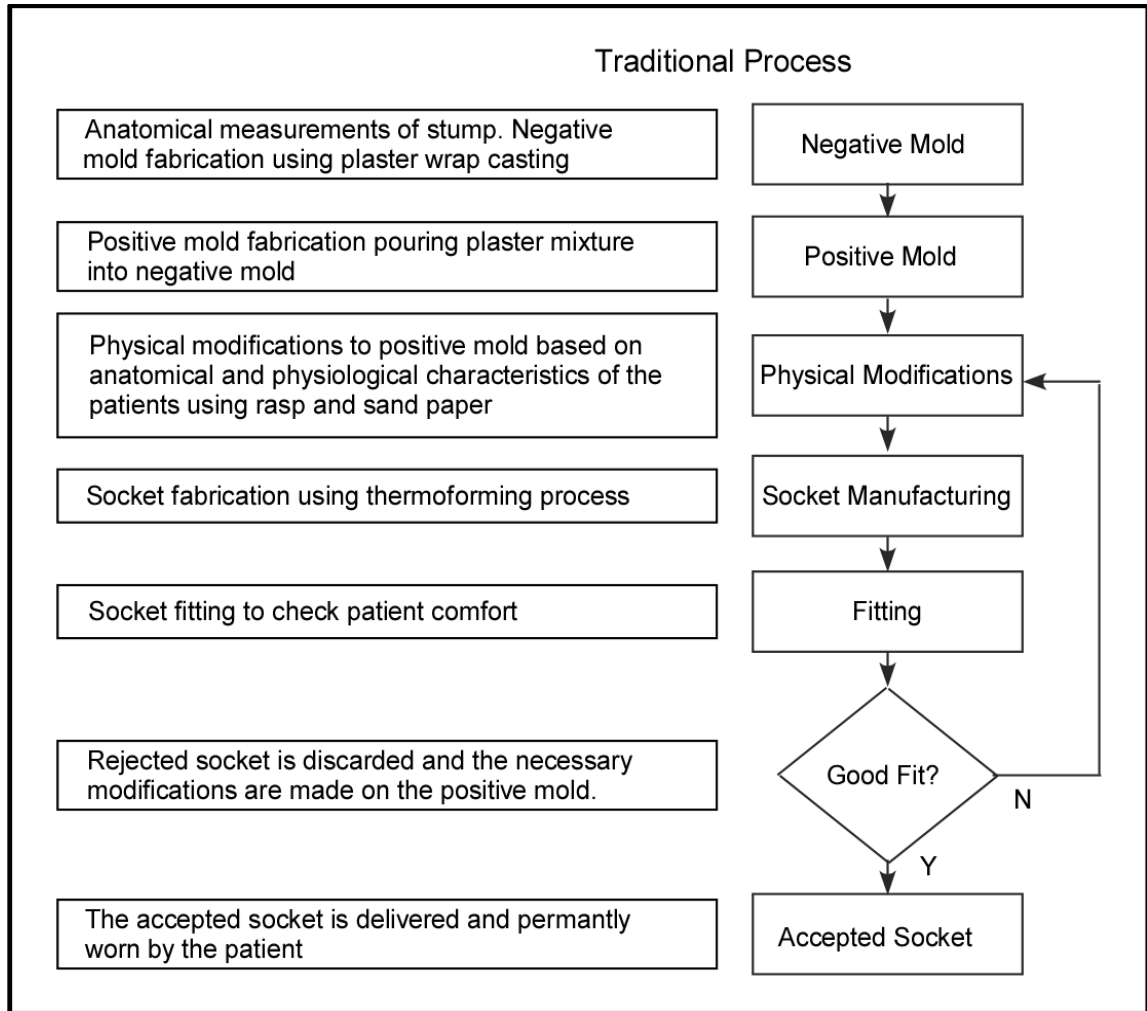 Traditional Process
Anatomical measurements of stump. Negative
mold fabrication using plaster wrap casting
Negative Mold
Positive mold fabrication pouring plaster mixture
into negative mold
Positive Mold
Physical modifications to positive mold based on
anatomical and physiological characteristics of the
patients using rasp and sand paper
Physical Modifications
Socket fabrication using thermoforming process
Socket Manufacturing
Socket fitting to check patient comfort
Fitting
Rejected socket is discarded and the necessary
modifications are made on the positive mold.
Good Fit?
N
Y
The accepted socket is delivered and permantly
worn by the patient
Accepted Socket